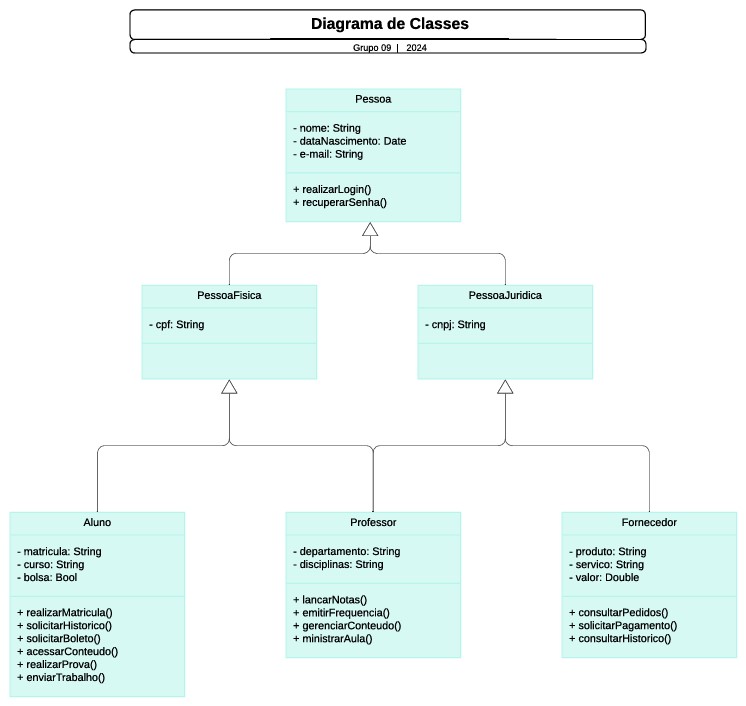 Diagrama de Classes
Grupo 09 | 2024
Pessoa
- nome: String
- dataNascimento: Date
- e-mail: String
+ realizarLogin()
+ recuperarSenha()
PessoaFisica
- cpf: String
PessoaJuridica
- cnpj: String
Aluno
- matricula: String
- curso: String
- bolsa: Bool
+ realizarMatricula()
+ solicitarHistorico()
+ solicitarBoleto()
+ acessarConteudo()
+ realizarProva()
+ enviarTrabalho()
Professor
- departamento: String
- disciplinas: String
+ lancarNotas()
+ emitirFrequencia()
+ gerenciarConteudo()
+ ministrarAula()
Fornecedor
- produto: String
- servico: String
- valor: Double
+ consultarPedidos()
+ solicitarPagamento()
+ consultarHistorico()